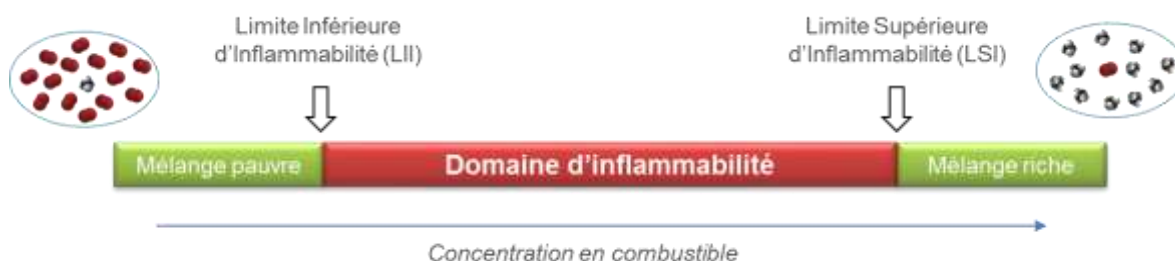 Limite Inférieure
d'Inflammabilité (LII)
Limite Supérieure
d'Inflammabilité (LSI)
Mélange pauvre
Domaine d'inflammabilité
Mélange riche
Concentration en combustible